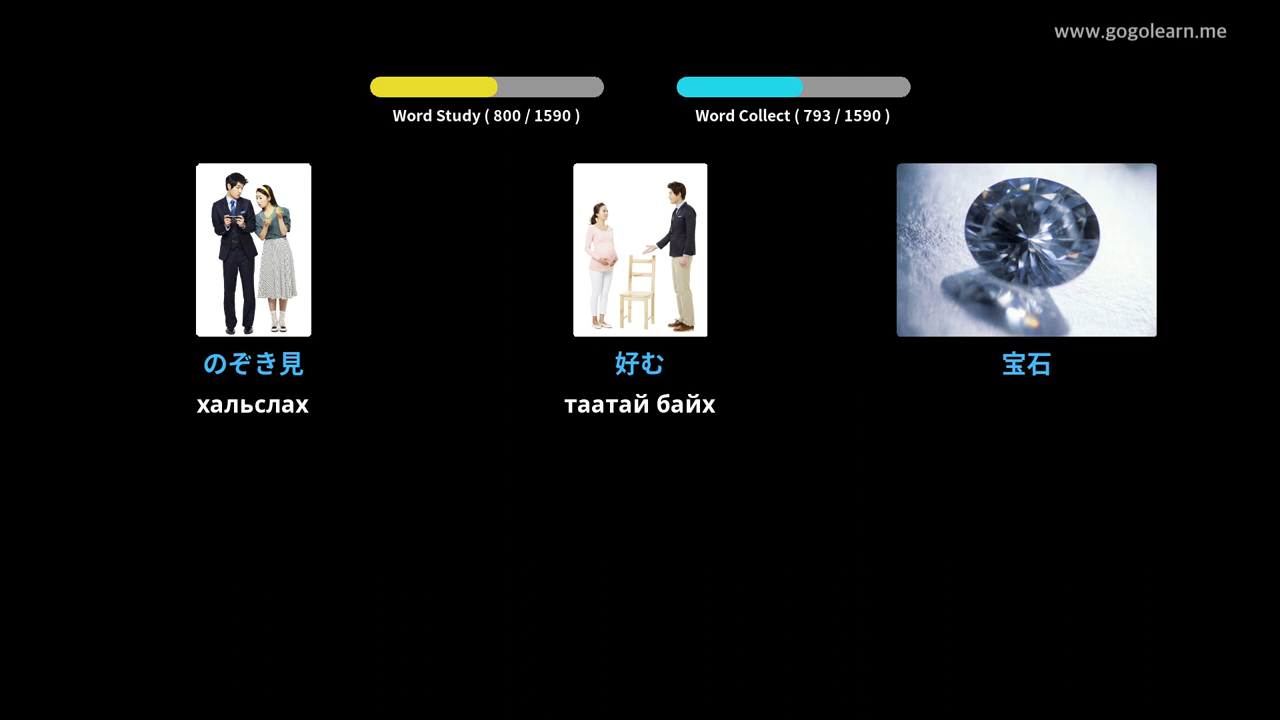 www.gogolearn.me
Word Study ( 800 / 1590 )
Word Collect ( 793 / 1590 )
のぞき見
好む
宝石
хальслах
таатай байх